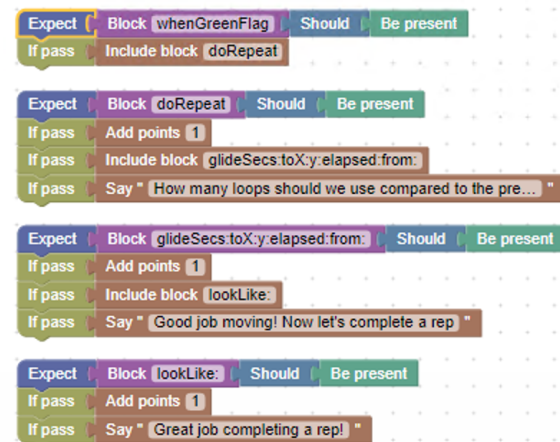 Expect Block whenGreenFlag Should Be present
If pass Include block doRepeat
Expect Block doRepeat Should Be present
If pass Add points 1
If pass Include block glideSecs:toX:y:elapsed:from:
If pass Say " How many loops should we use compared to the pre... "
Expect Block glideSecs:toX:y:elapsed:from: Should Be present
If pass Add points 1
If pass Include block lookLike:
If pass Say " Good job moving! Now let's complete a rep "
Expect Block lookLike: Should Be present
If pass Add points 1
If pass Say " Great job completing a rep! "